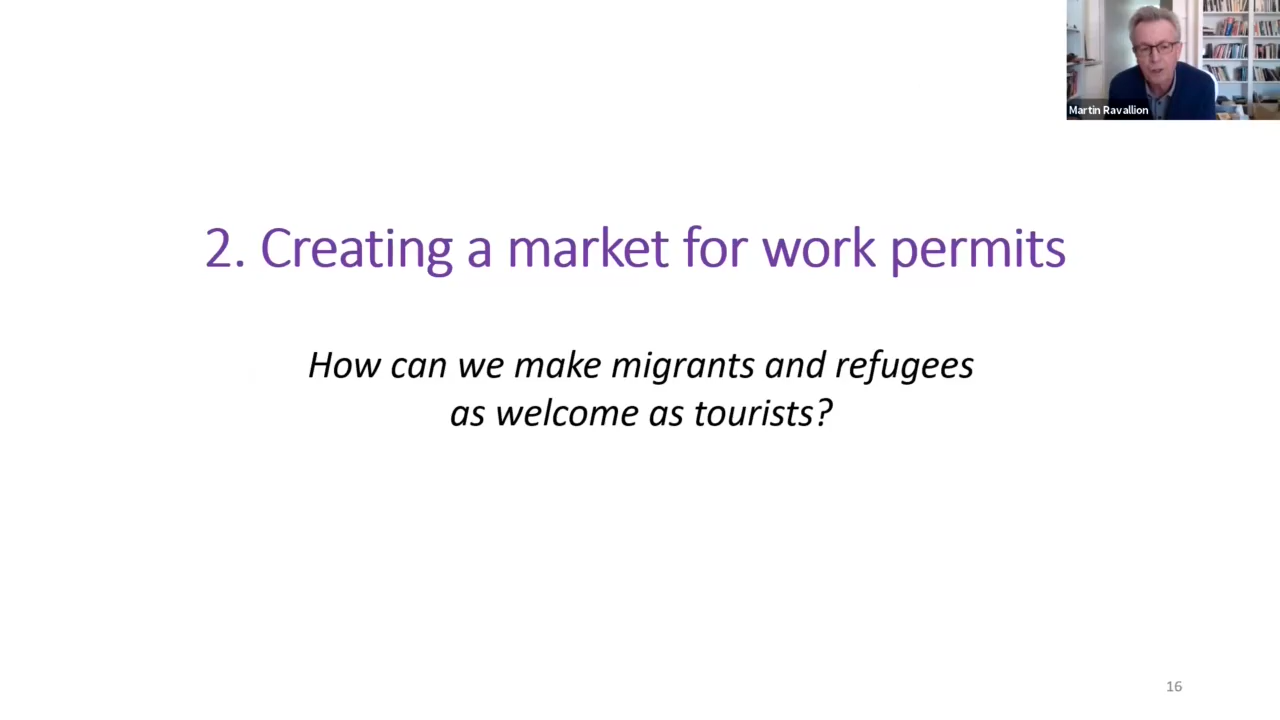 Martin Ravallion
2. Creating a market for work permits
How can we make migrants and refugees
as welcome as tourists?
16